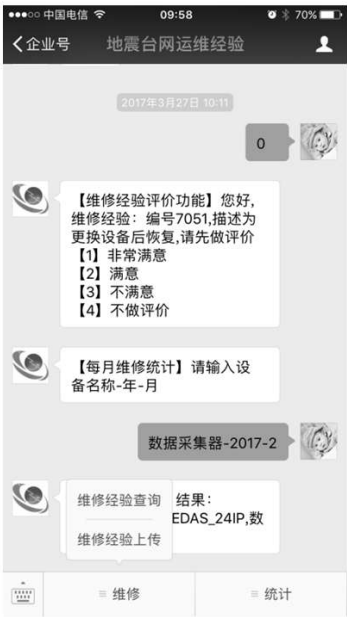 中国电信 09:58 70%
企业号 地震台网运维经验
2017年3月27日 10:11
0
【维修经验评价功能】您好,
维修经验：编号7051,描述为
更换设备后恢复,请先做评价
【1】非常满意
【2】满意
【3】不满意
【4】不做评价
【每月维修统计】请输入设
备名称-年-月
数据采集器-2017-2
结果：
EDAS_24IP,数
维修经验查询
维修经验上传
维修 统计